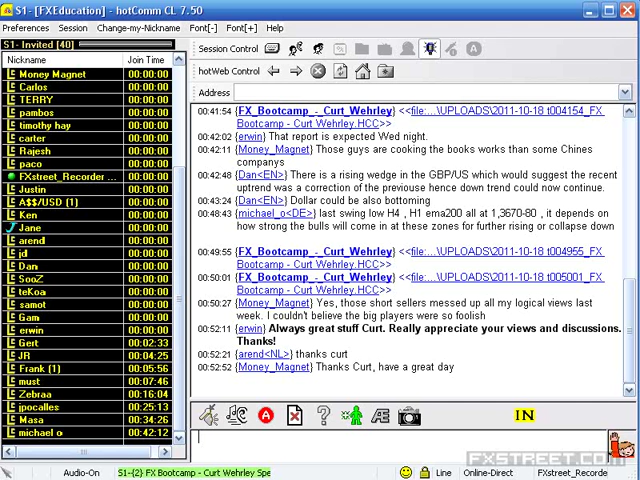 S1- [FXEducation] - hotComm CL 7.50
Preferences Session Change-my-Nickname Font[-] Font[+] Help
S1- Invited [40]
Nickname Join Time
Money Magnet 00:00:00
Carlos 00:00:00
TERRY 00:00:00
pambos 00:00:00
timothy hay 00:00:00
carter 00:00:00
Rajesh 00:00:00
paco 00:00:00
FXstreet_Recorder ... 00:00:00
Justin 00:00:00
A$$/USD (1) 00:00:00
Ken 00:00:00
Jane 00:00:00
arend 00:00:00
jd 00:00:00
Dan 00:00:00
SooZ 00:00:00
teKoa 00:00:00
samot 00:00:00
Gam 00:00:00
erwin 00:00:00
Gert 00:02:33
JR 00:04:25
Frank (1) 00:05:56
must 00:07:46
Zebraa 00:16:04
jpocalles 00:25:13
Masa 00:34:26
michael o 00:42:12
Session Control
hotWeb Control
Address
00:41:54 {FX_Bootcamp_-_Curt_Wehrley} <<file:...\UPLOADS\2011-10-18 t004154_FX
Bootcamp - Curt Wehrley.HCC>>
00:42:02 {erwin} That report is expected Wed night.
00:42:11 {Money_Magnet} Those guys are cooking the books works than some Chines
companys
00:42:48 {Dan<EN>} There is a rising wedge in the GBP/US which would suggest the recent
uptrend was a correction of the previouse hence down trend could now continue.
00:43:24 {Dan<EN>} Dollar could be also bottoming
00:48:43 {michael_o<DE>} last swing low H4 , H1 ema200 all at 1,3670-80 , it depends on
how strong the bulls will come in at these zones for further rising or collapse down
00:49:55 {FX_Bootcamp_-_Curt_Wehrley} <<file:...\UPLOADS\2011-10-18 t004955_FX
Bootcamp - Curt Wehrley.HCC>>
00:50:01 {FX_Bootcamp_-_Curt_Wehrley} <<file:...\UPLOADS\2011-10-18 t005001_FX
Bootcamp - Curt Wehrley.HCC>>
00:50:27 {Money_Magnet} Yes, those short sellers messed up all my logical views last
week. I couldn't believe the big players were so foolish
00:52:11 {erwin} Always great stuff Curt. Really appreciate your views and discussions.
Thanks!
00:52:21 {arend<NL>} thanks curt
00:52:52 {Money_Magnet} Thanks Curt, have a great day
IN
FXSTREET.COM
Audio-On S1-{2} FX Bootcamp - Curt Wehrley Spe Line Online-Direct FXstreet_Recorde